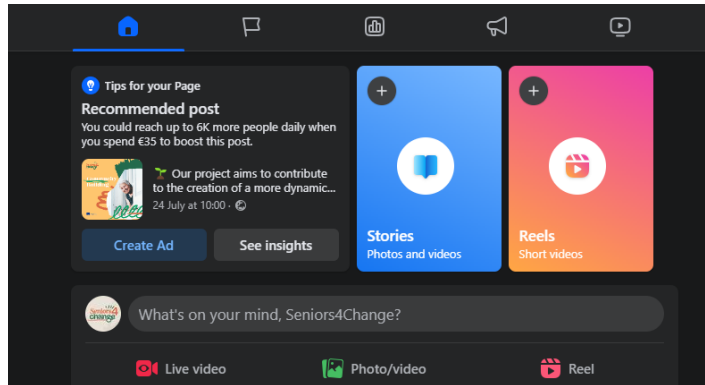 Tips for your Page
Recommended post
You could reach up to 6K more people daily when
you spend €35 to boost this post.
🌱 Our project aims to contribute
to the creation of a more dynamic...
24 July at 10:00 ·
Create Ad
See insights
Stories
Photos and videos
Reels
Short videos
Seniors4
change
What's on your mind, Seniors4Change?
Live video
Photo/video
Reel